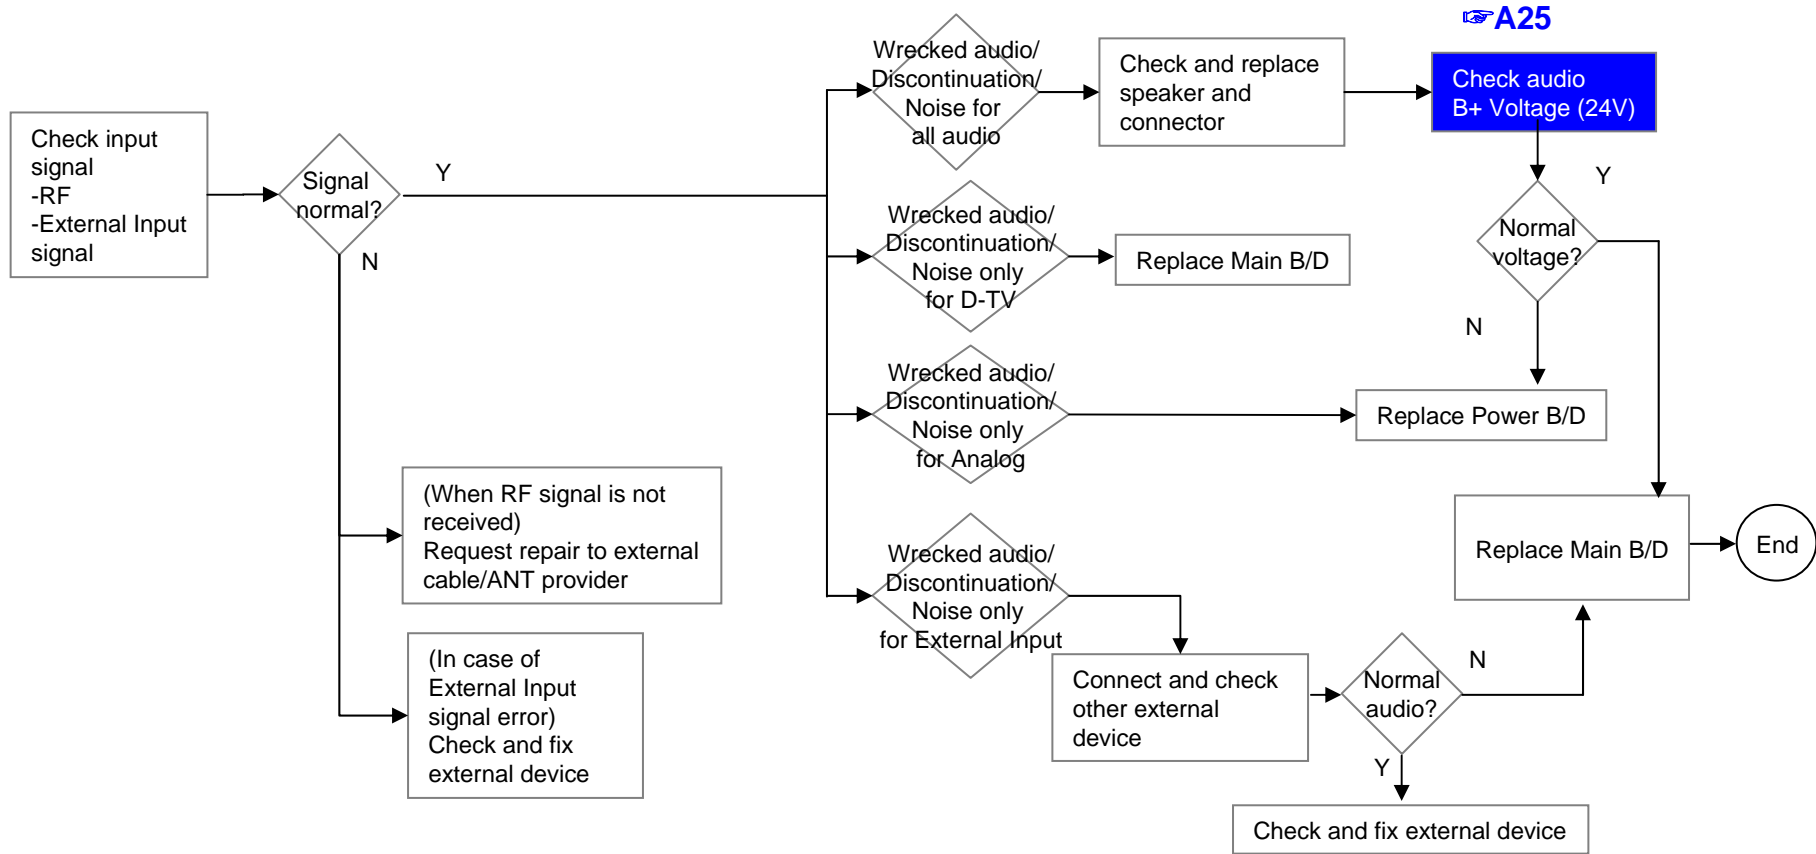 ☞A25
Check input
signal
-RF
-External Input
signal
Signal
normal?
Y
N
(When RF signal is not
received)
Request repair to external
cable/ANT provider
(In case of
External Input
signal error)
Check and fix
external device
Wrecked audio/
Discontinuation/
Noise for
all audio
Check and replace
speaker and
connector
Check audio
B+ Voltage (24V)
Y
Normal
voltage?
N
Wrecked audio/
Discontinuation/
Noise only
for D-TV
Replace Main B/D
Wrecked audio/
Discontinuation/
Noise only
for Analog
Replace Power B/D
Wrecked audio/
Discontinuation/
Noise only
for External Input
Connect and check
other external
device
Normal
audio?
N
Y
Check and fix external device
Replace Main B/D
End